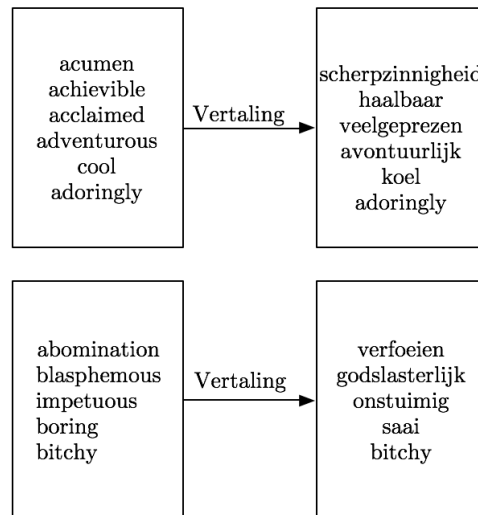 acumen
achievible
acclaimed
adventurous
cool
adoringly
Vertaling
scherpzinnigheid
haalbaar
veelgeprezen
avontuurlijk
koel
adoringly
abomination
blasphemous
impetuous
boring
bitchy
Vertaling
verfoeien
godslasterlijk
onstuimig
saai
bitchy